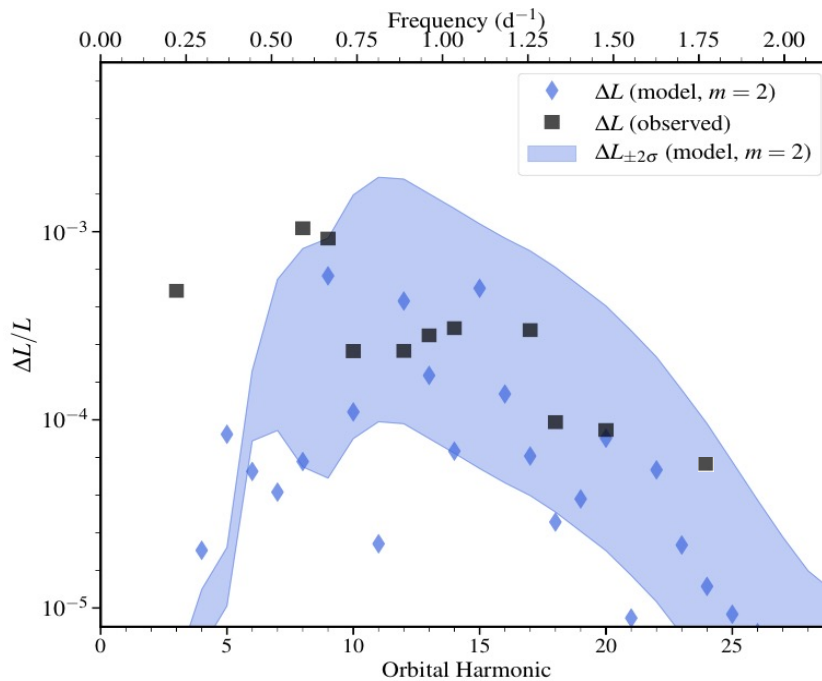 Frequency (d⁻¹)
0.00 0.25 0.50 0.75 1.00 1.25 1.50 1.75 2.00
ΔL (model, m = 2)
ΔL (observed)
ΔL±2σ (model, m = 2)
10⁻³
ΔL/L
10⁻⁴
10⁻⁵
0 5 10 15 20 25
Orbital Harmonic